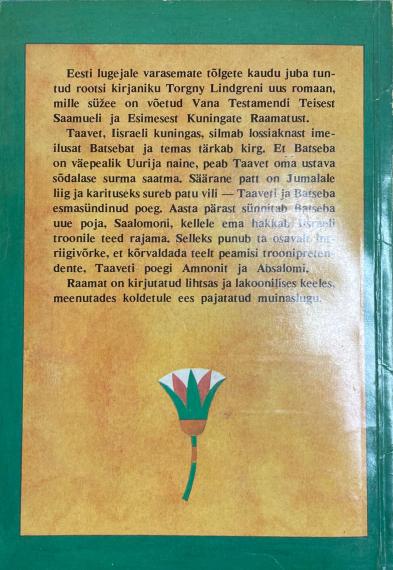 Eesti lugejale varasemate tõlgete kaudu juba tun-
tud rootsi kirjaniku Torgny Lindgreni uus romaan,
mille süžee on võetud Vana Testamendi Teisest
Saamueli ja Esimesest Kuningate Raamatust.
Taavet, Iisraeli kuningas, silmab lossiaknast ime-
ilusat Batsebat ja temas tärkab kirg. Et Batseba
on väepealik Uurija naine, peab Taavet oma ustava
sõdalase surma saatma. Säärane patt on Jumalale
liig ja karituseks sureb patu vili — Taaveti ja Batseba
esmasündinud poeg. Aasta pärast sünnitab Batseba
uue poja, Saalomoni, kellele ema hakkab Iisraeli
troonile teed rajama. Selleks punub ta osavalt int-
riigivõrke, et kõrvaldada teelt peamisi troonipreten-
dente, Taaveti poegi Amnonit ja Absalomi.
Raamat on kirjutatud lihtsas ja lakoonilises keeles,
meenutades koldetule ees pajatatud muinaslugu.